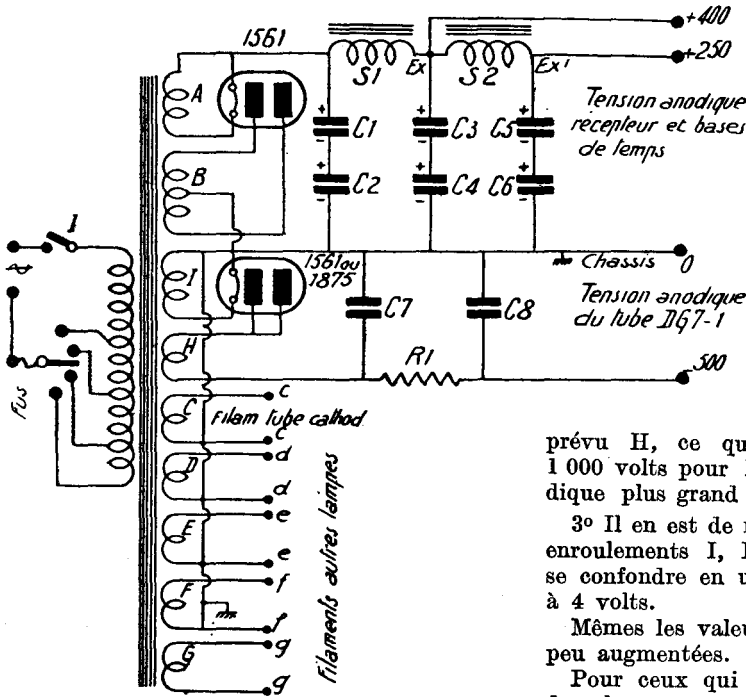 1561
+400
S1
Ex
S2
Ex'
+250
A
Tension anodique
récepteur et bases
de temps
+
C1
-
+
C2
-
+
C3
-
+
C4
-
+
C5
-
+
C6
-
B
I
I
1561 ou
1875
Chassis
0
Tension anodique
du tube DG7-1
C7
C8
H
R1
-500
Fus
C
c
Filam tube cathod.
c
D
d
d
E
e
e
F
f
f
G
g
g
Filaments autres lampes
prévu H, ce qu
1 000 volts pour
dique plus grand
3º Il en est de
enroulements I,
se confondre en u
à 4 volts.
Mêmes les valeu
peu augmentées.
Pour ceux qui